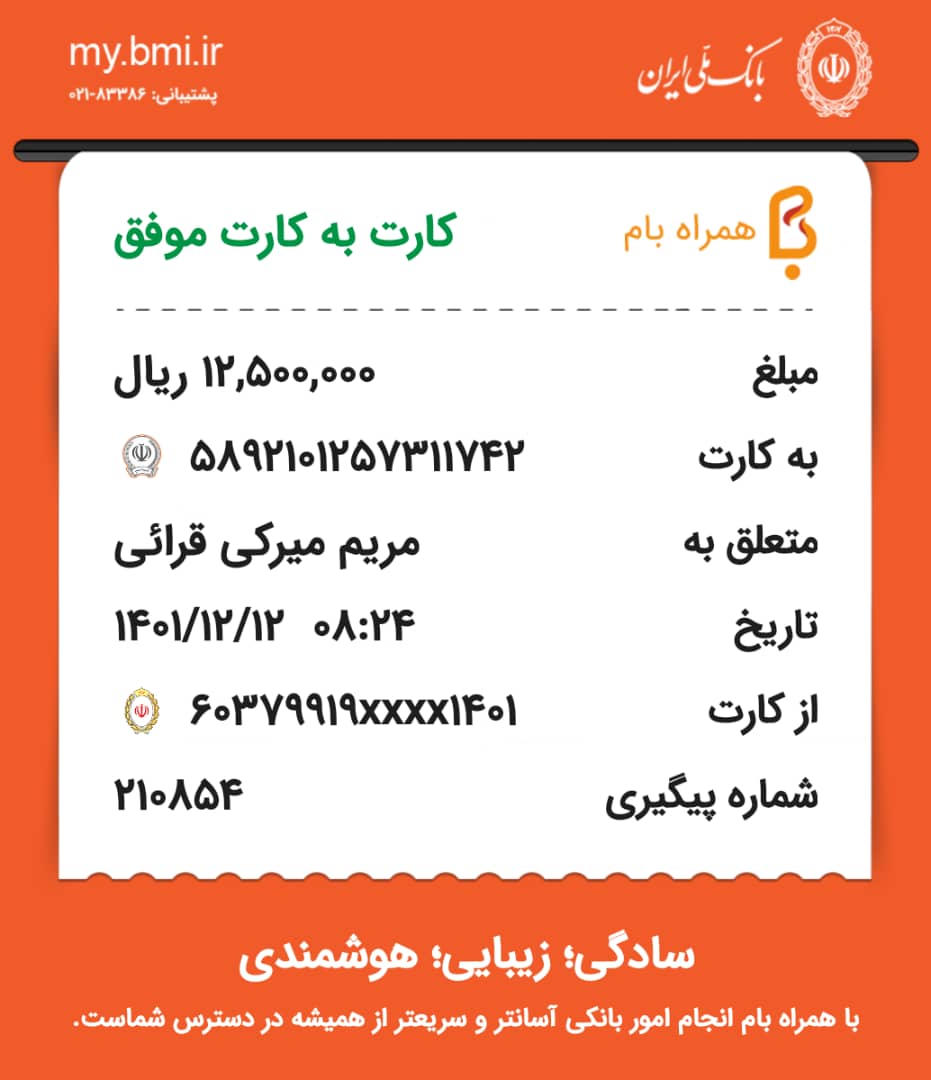 بانک ملی ایران
my.bmi.ir
پشتیبانی: ۸۳۳۸۶-۰۲۱
همراه بام
کارت به کارت موفق
مبلغ ۱۲,۵۰۰,۰۰۰ ریال
به کارت ۵۸۹۲۱۰۱۲۵۷۳۱۱۷۴۲
متعلق به مریم میرکی قرائی
تاریخ ۰۸:۲۴ ۱۴۰۱/۱۲/۱۲
از کارت ۶۰۳۷۹۹۱۹xxxx۱۴۰۱
شماره پیگیری ۲۱۰۸۵۴
سادگی؛ زیبایی؛ هوشمندی
با همراه بام انجام امور بانکی آسانتر و سریعتر از همیشه در دسترس شماست.